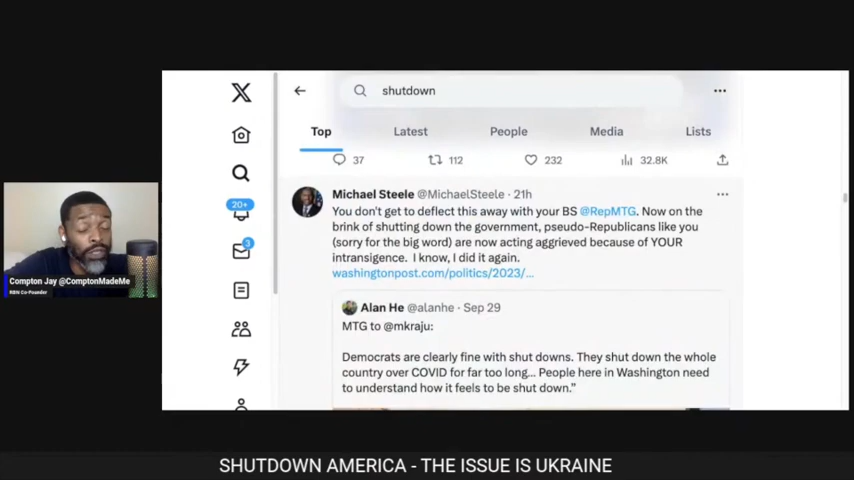 shutdown
Top
Latest
People
Media
Lists
37
112
232
32.8K
20+
3
Michael Steele @MichaelSteele · 21h
You don't get to deflect this away with your BS @RepMTG. Now on the
brink of shutting down the government, pseudo-Republicans like you
(sorry for the big word) are now acting aggrieved because of YOUR
intransigence. I know, I did it again.
washingtonpost.com/politics/2023/...
Alan He @alanhe · Sep 29
MTG to @mkraju:
Democrats are clearly fine with shut downs. They shut down the whole
country over COVID for far too long... People here in Washington need
to understand how it feels to be shut down.”
Compton Jay @ComptonMadeMe
RBN Co-Founder
SHUTDOWN AMERICA - THE ISSUE IS UKRAINE